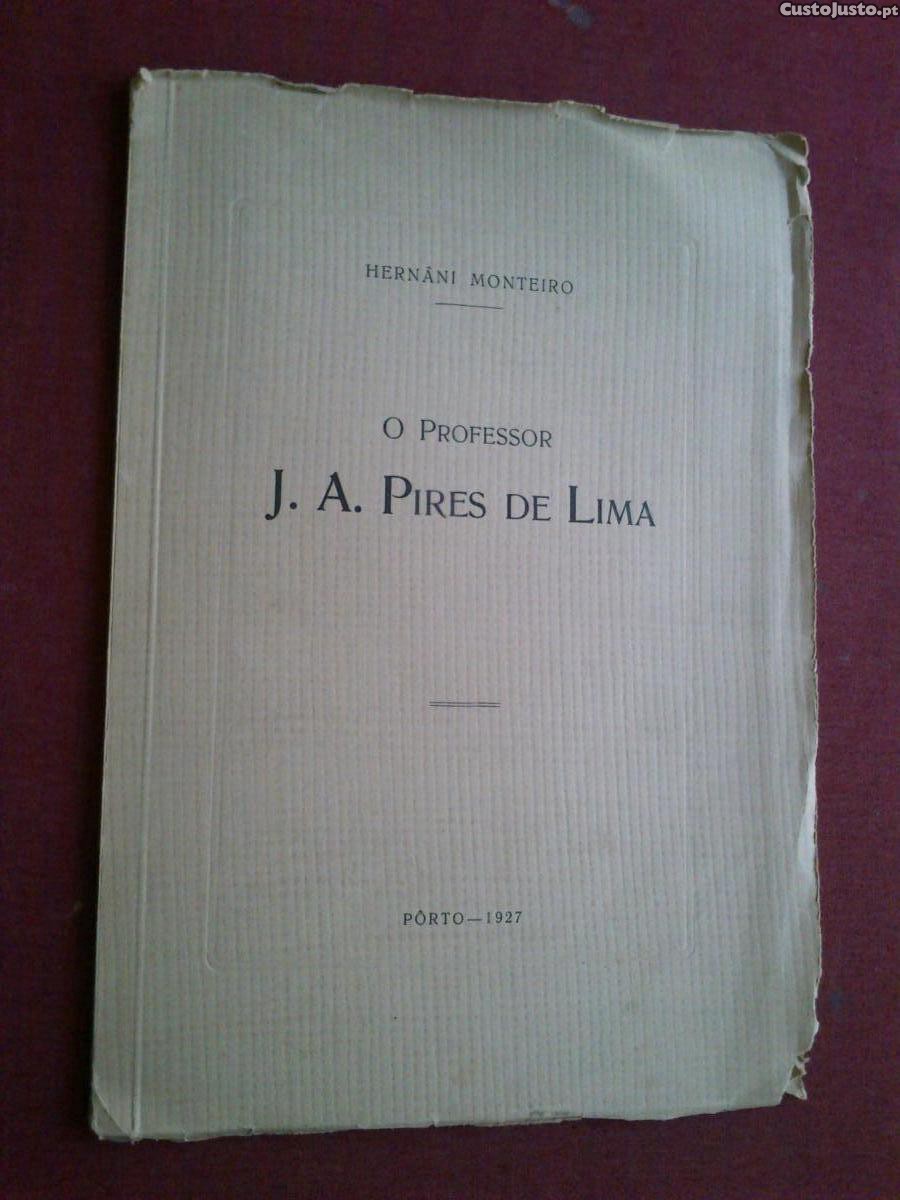 CustoJusto.pt
HERNÂNI MONTEIRO
O PROFESSOR
J. A. PIRES DE LIMA
PÔRTO—1927